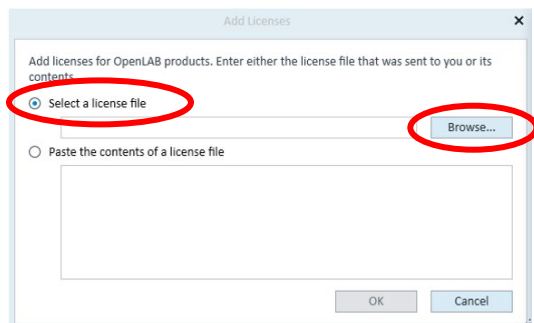 Add Licenses
Add licenses for OpenLAB products. Enter either the license file that was sent to you or its
contents.
Select a license file
Browse...
Paste the contents of a license file
OK
Cancel